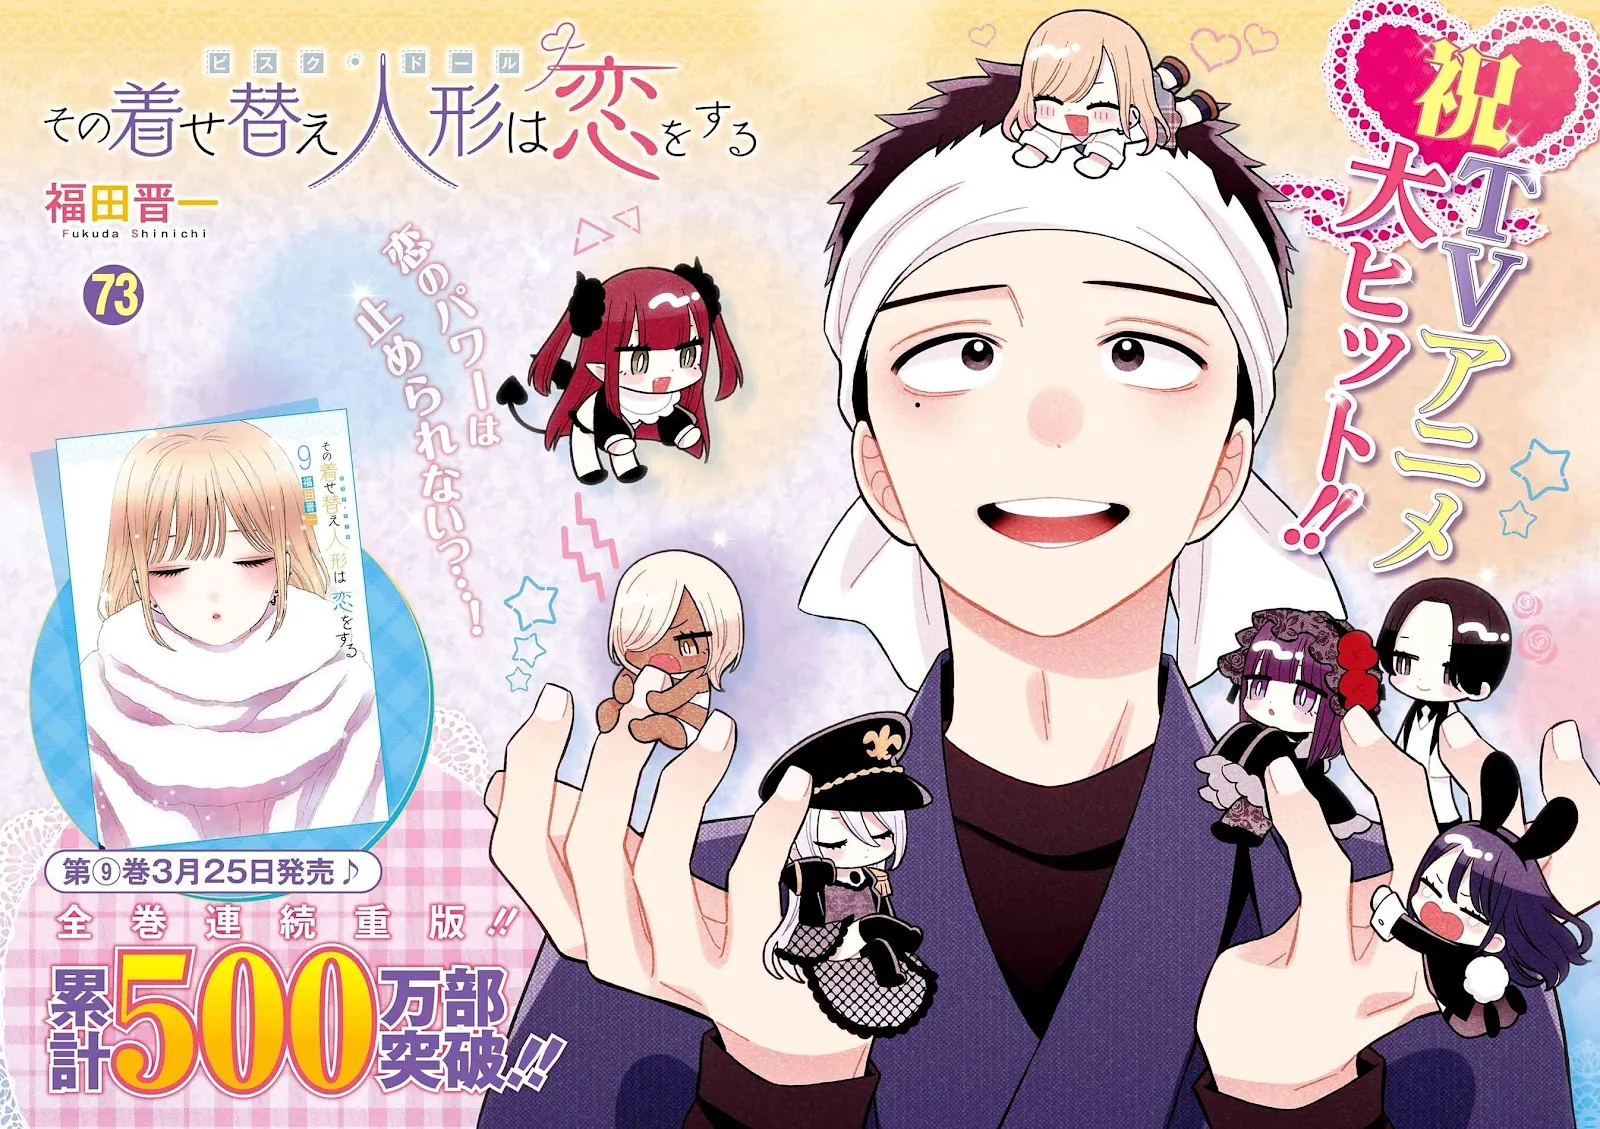 ビスク・ドール
その着せ替え人形は恋をする
福田晋一
Fukuda Shinichi
73
恋のパワーは
止められないっ…!
祝
TVアニメ
大ヒット!!
9
福田晋一
その着せ替え人形は恋をする
第⑨巻3月25日発売♪
全巻連続重版!!
累計500万部突破!!